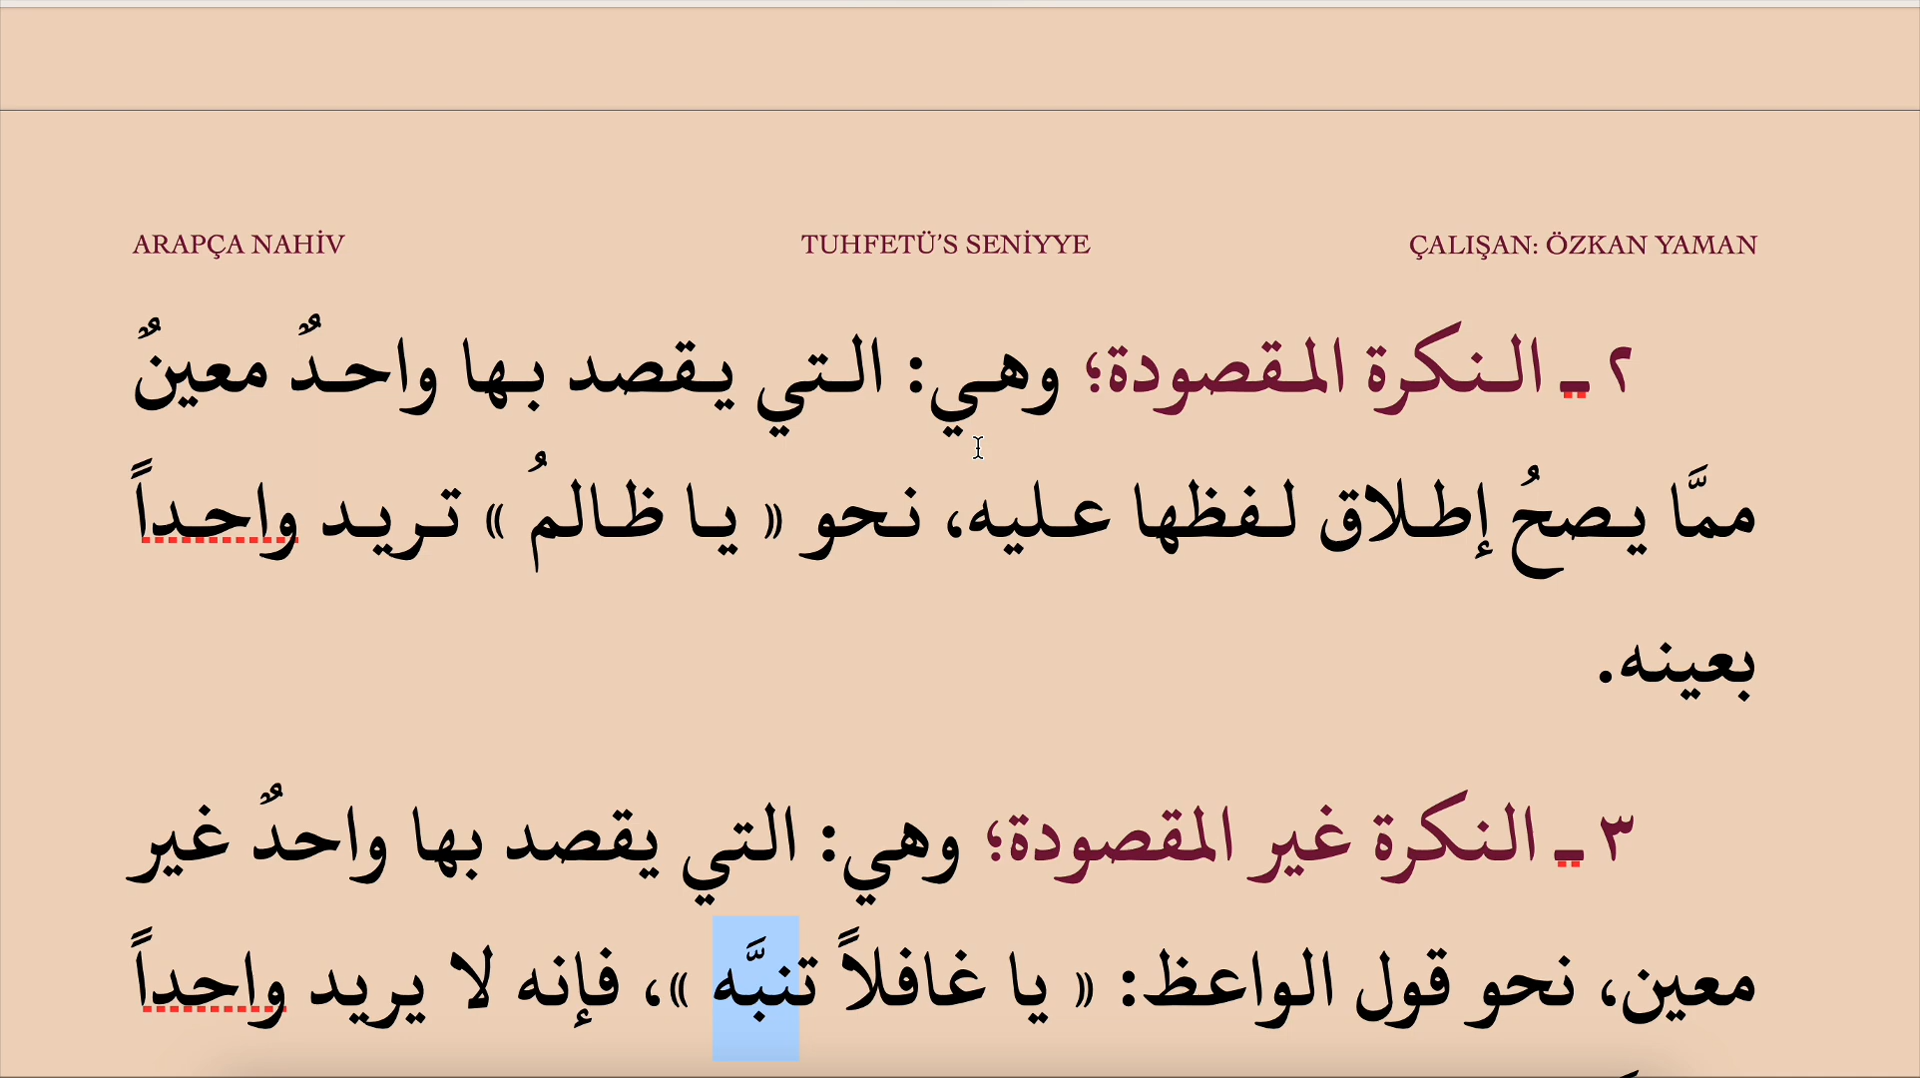 ARAPÇA NAHİV TUHFETÜ’S SENİYYE ÇALIŞAN: ÖZKAN YAMAN
٢ ـ النكرة المقصودة؛ وهي: التي يقصد بها واحدٌ معينٌ
ممَّا يصحُ إطلاق لفظها عليه، نحو « يا ظالمُ » تريد واحداً
بعينه.
٣ ـ النكرة غير المقصودة؛ وهي: التي يقصد بها واحدٌ غير
معين، نحو قول الواعظ: « يا غافلاً تنبَّه »، فإنه لا يريد واحداً